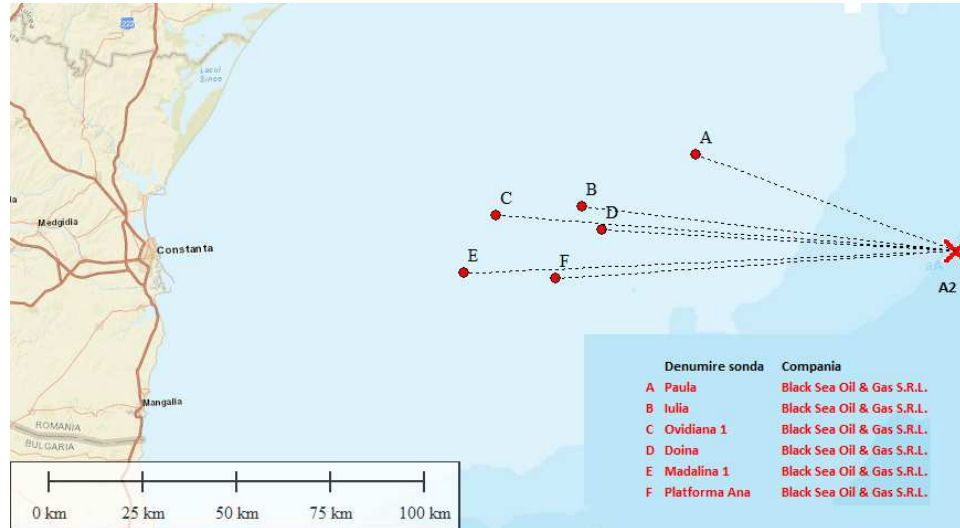 Lacul
Sinoe
A
B
C
D
Medgidia
Constanta
E
F
A2
Denumire sonda Compania
A Paula Black Sea Oil & Gas S.R.L.
B Iulia Black Sea Oil & Gas S.R.L.
C Ovidiana 1 Black Sea Oil & Gas S.R.L.
D Doina Black Sea Oil & Gas S.R.L.
E Madalina 1 Black Sea Oil & Gas S.R.L.
F Platforma Ana Black Sea Oil & Gas S.R.L.
Mangalia
ROMANIA
BULGARIA
0 km 25 km 50 km 75 km 100 km